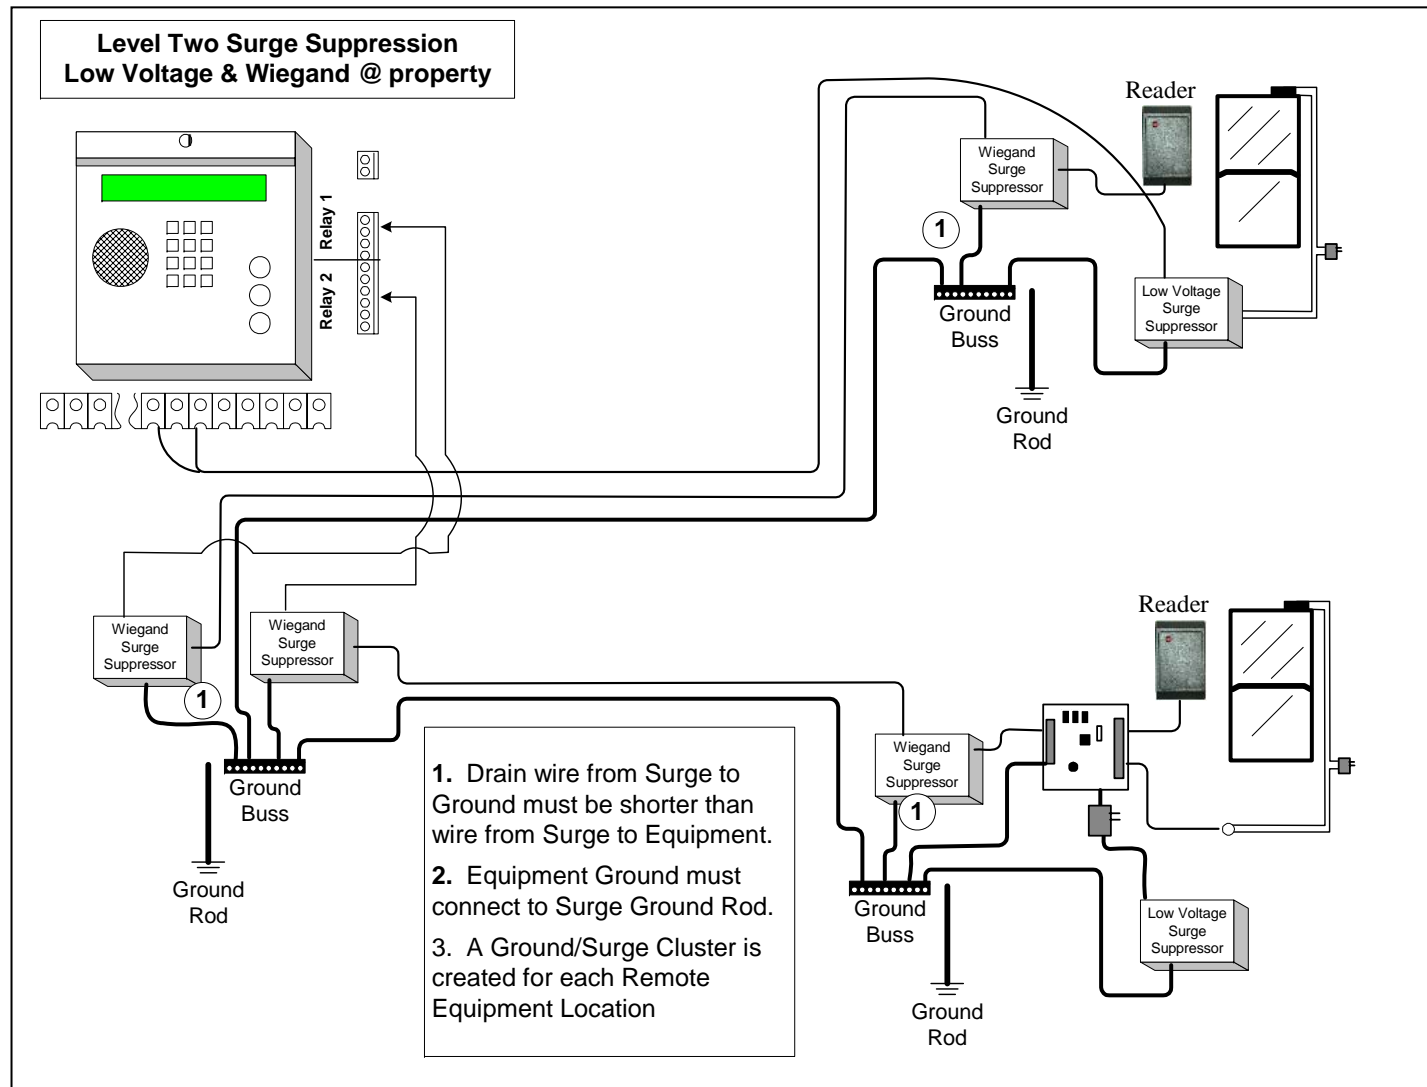 Level Two Surge Suppression
Low Voltage & Wiegand @ property
Relay 1
Relay 2
Wiegand
Surge
Suppressor
Reader
1
Ground
Buss
Low Voltage
Surge
Suppressor
Ground
Rod
Wiegand
Surge
Suppressor
1
Wiegand
Surge
Suppressor
Ground
Buss
Ground
Rod
1. Drain wire from Surge to
Ground must be shorter than
wire from Surge to Equipment.
2. Equipment Ground must
connect to Surge Ground Rod.
3. A Ground/Surge Cluster is
created for each Remote
Equipment Location
Reader
Wiegand
Surge
Suppressor
1
Ground
Buss
Low Voltage
Surge
Suppressor
Ground
Rod